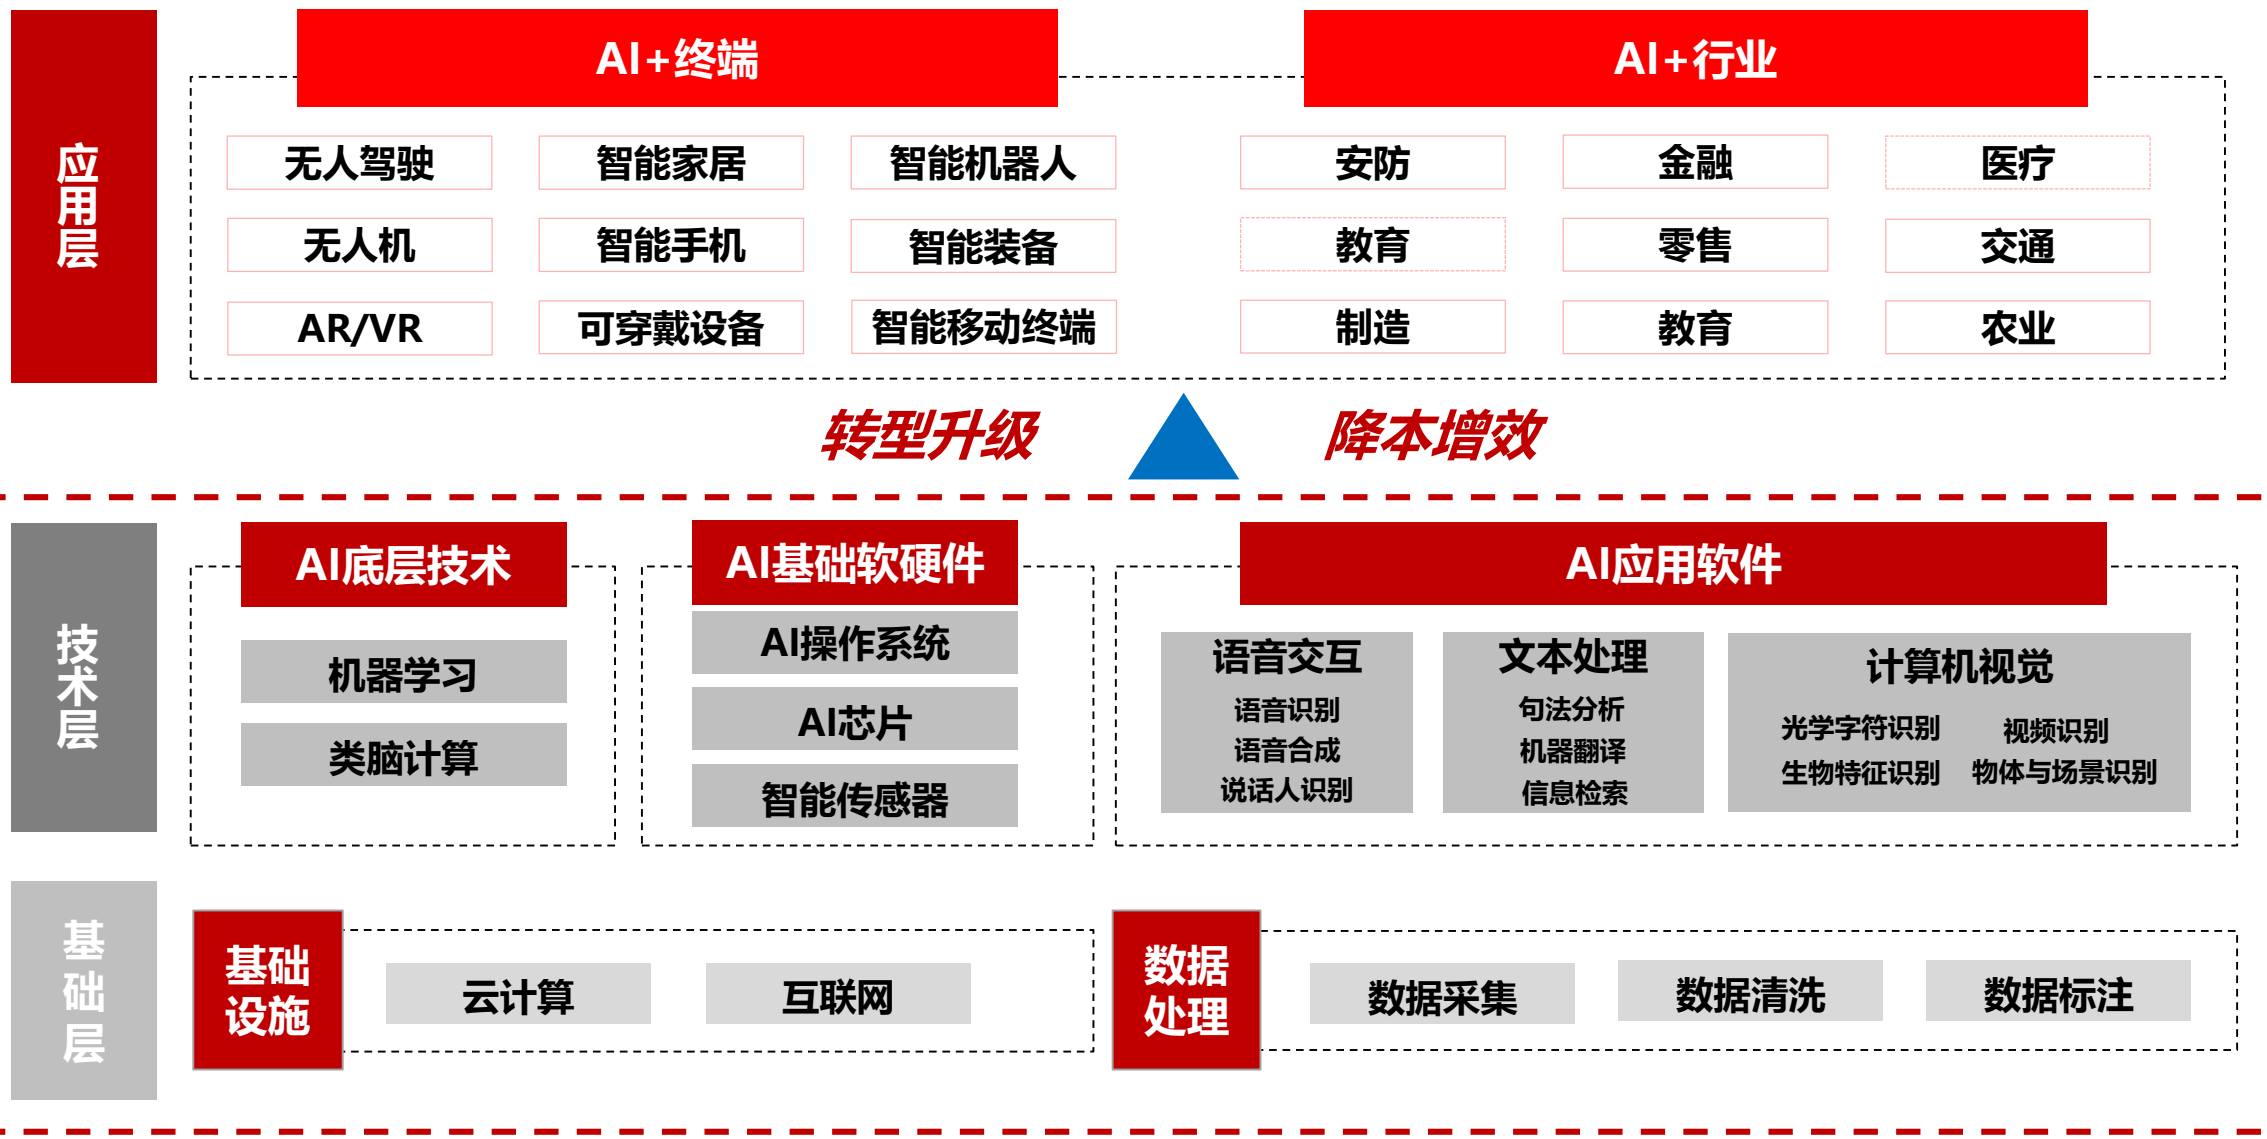 应用层
AI+终端
AI+行业
无人驾驶
智能家居
智能机器人
安防
金融
医疗
无人机
智能手机
智能装备
教育
零售
交通
AR/VR
可穿戴设备
智能移动终端
制造
教育
农业
转型升级
降本增效
技术层
AI底层技术
机器学习
类脑计算
AI基础软硬件
AI操作系统
AI芯片
智能传感器
AI应用软件
语音交互
语音识别
语音合成
说话人识别
文本处理
句法分析
机器翻译
信息检索
计算机视觉
光学字符识别
视频识别
生物特征识别
物体与场景识别
基础层
基础
设施
云计算
互联网
数据
处理
数据采集
数据清洗
数据标注